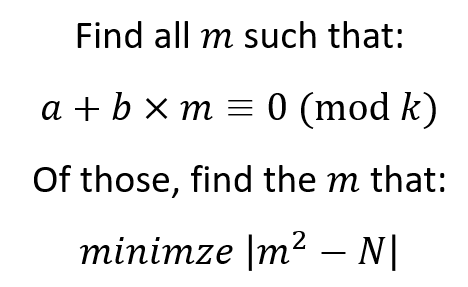 Find all m such that:
a + b × m ≡ 0 (mod k)
Of those, find the m that:
minimze |m² − N|